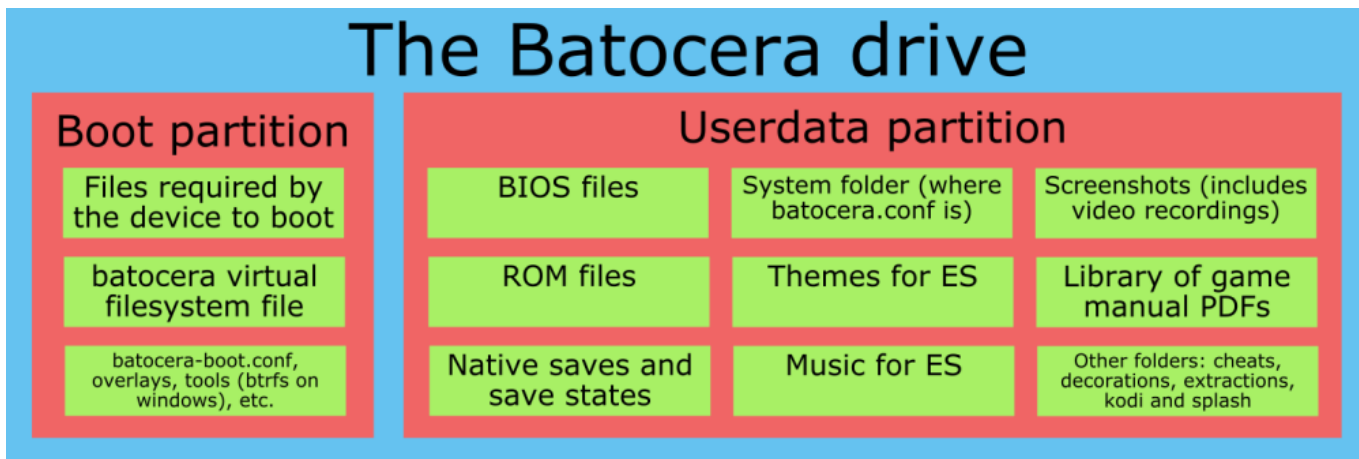 The Batocera drive
Boot partition
Files required by
the device to boot
batocera virtual
filesystem file
batocera-boot.conf,
overlays, tools (btrfs on
windows), etc.
Userdata partition
BIOS files
System folder (where
batocera.conf is)
Screenshots (includes
video recordings)
ROM files
Themes for ES
Library of game
manual PDFs
Native saves and
save states
Music for ES
Other folders: cheats,
decorations, extractions,
kodi and splash